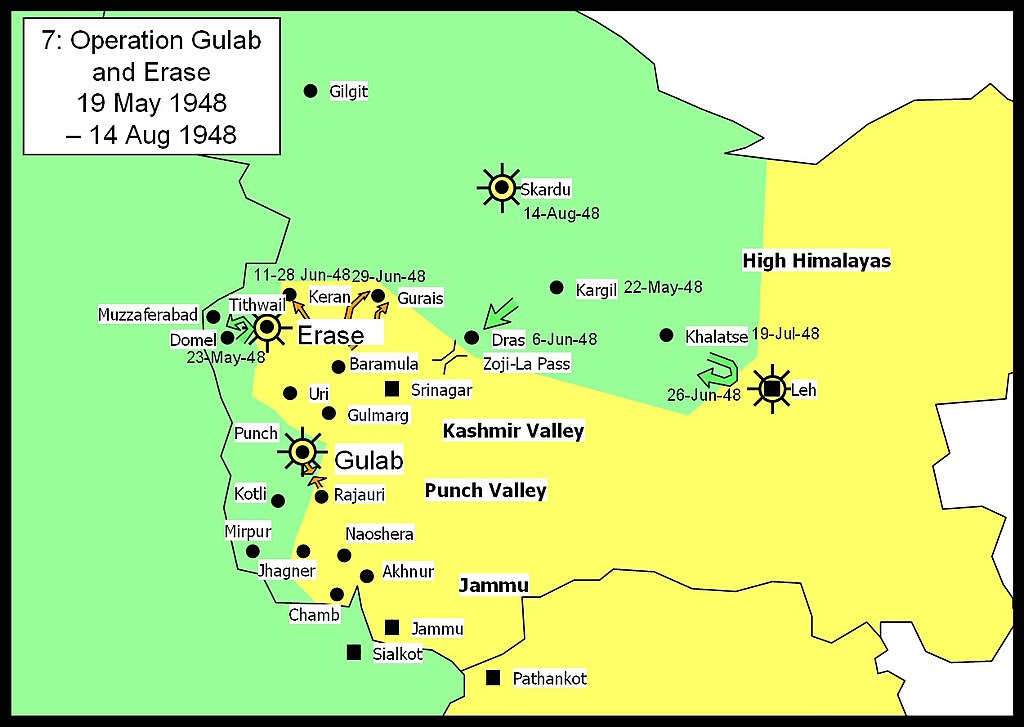 7: Operation Gulab
and Erase
19 May 1948
– 14 Aug 1948
Gilgit
Skardu
14-Aug-48
High Himalayas
11-28 Jun-48
29-Jun-48
Keran
Gurais
Kargil
22-May-48
Tithwail
Muzzaferabad
Erase
Domel
23-May-48
Dras
6-Jun-48
Khalatse
19-Jul-48
Zoji-La Pass
Baramula
Srinagar
26-Jun-48
Leh
Uri
Gulmarg
Punch
Kashmir Valley
Gulab
Punch Valley
Kotli
Rajauri
Mirpur
Naoshera
Jhagner
Akhnur
Jammu
Chamb
Jammu
Sialkot
Pathankot